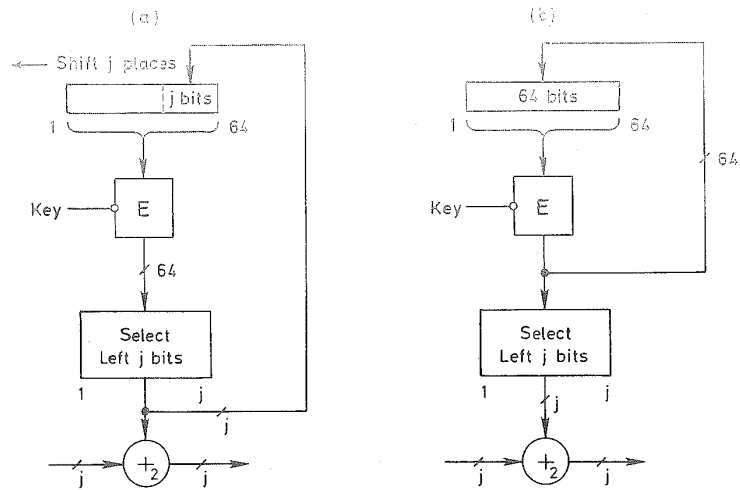 (a)
Shift j places
j bits
1
64
Key
E
64
Select
Left j bits
1
j
j
+2
j
j
64 bits
1
64
64
Key
E
Select
Left j bits
1
j
j
+2
j
j